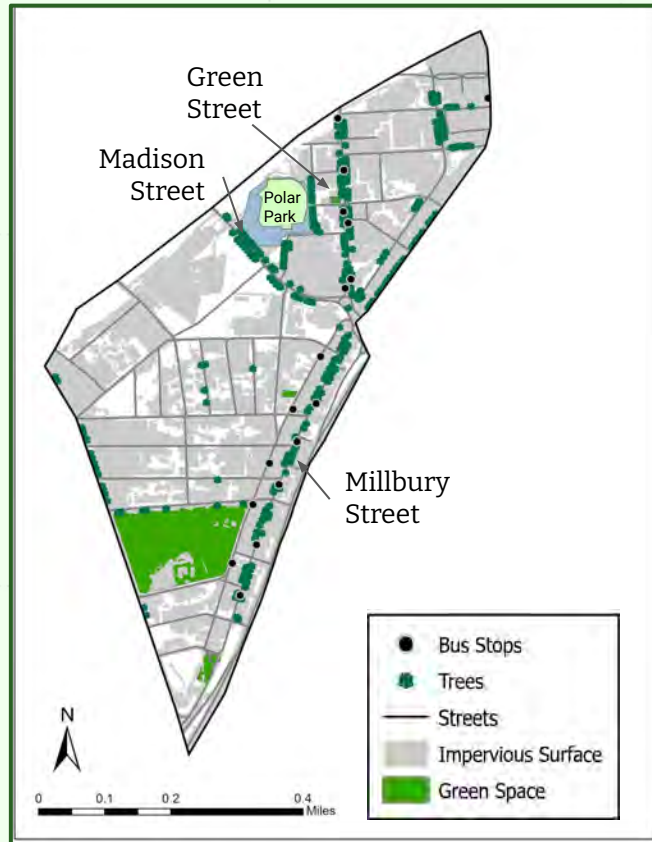 Green
Street
Madison
Street
Polar
Park
Millbury
Street
Bus Stops
Trees
Streets
Impervious Surface
Green Space
N
0 0.1 0.2 0.4
Miles